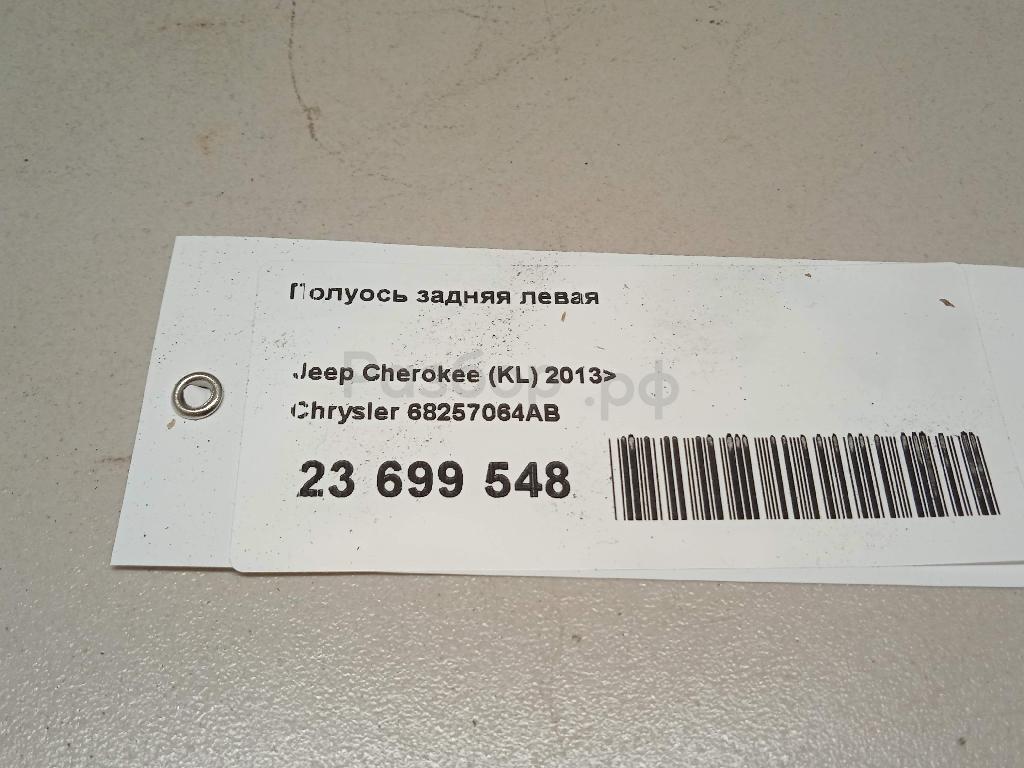 Полуось задняя левая
Jeep Cherokee (KL) 2013>
Разбор.рф
Chrysler 68257064AB
23 699 548